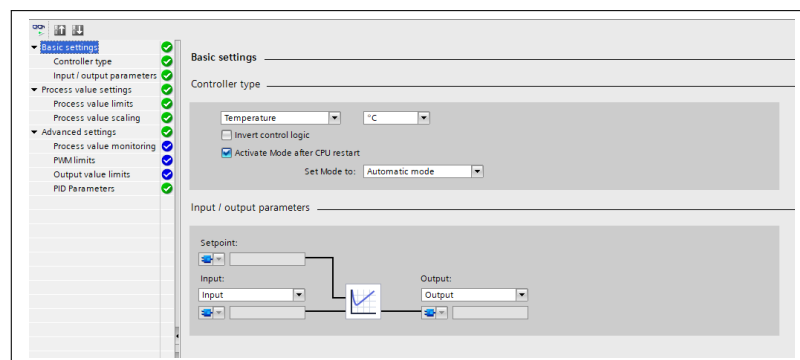 Basic settings
Controller type
Input / output parameters
Process value settings
Process value limits
Process value scaling
Advanced settings
Process value monitoring
PWM limits
Output value limits
PID Parameters
Basic settings
Controller type
Temperature
°C
Invert control logic
Activate Mode after CPU restart
Set Mode to: Automatic mode
Input / output parameters
Setpoint:
Input: Output:
Input Output